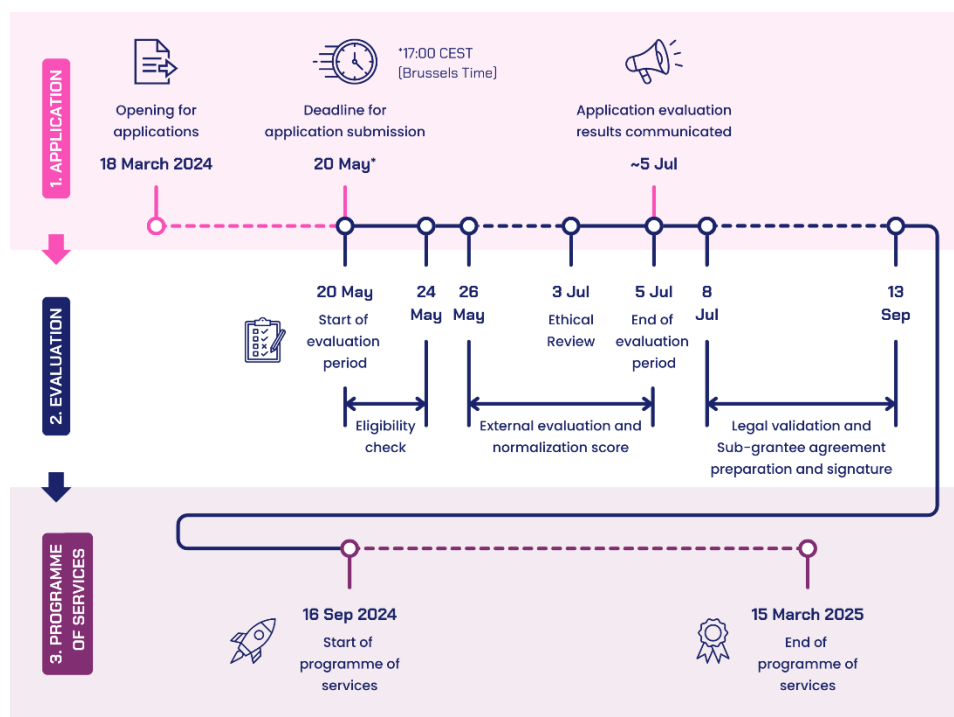 1. APPLICATION
Opening for
applications
18 March 2024
*17:00 CEST
(Brussels Time)
Deadline for
application submission
20 May*
Application evaluation
results communicated
~5 Jul
2. EVALUATION
20 May
Start of
evaluation
period
24
May
26
May
3 Jul
Ethical
Review
5 Jul
End of
evaluation
period
8
Jul
13
Sep
Eligibility
check
External evaluation and
normalization score
Legal validation and
Sub-grantee agreement
preparation and signature
3. PROGRAMME
OF SERVICES
16 Sep 2024
Start of
programme of
services
15 March 2025
End of
programme of
services